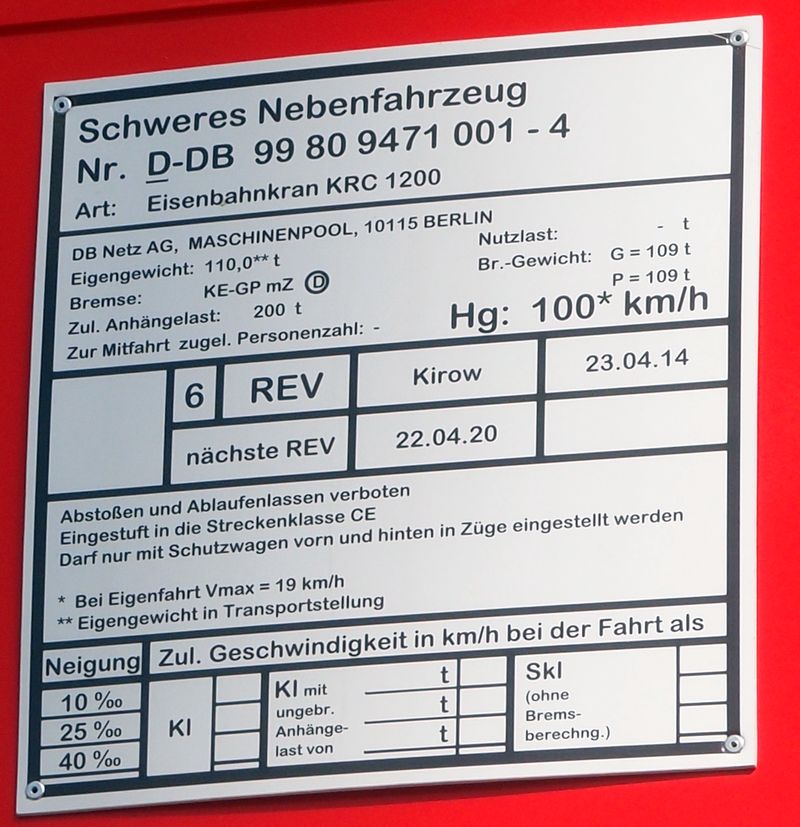 Schweres Nebenfahrzeug
Nr. D-DB 99 80 9471 001 - 4
Art: Eisenbahnkran KRC 1200
DB Netz AG, MASCHINENPOOL, 10115 BERLIN
Eigengewicht: 110,0** t
Bremse: KE-GP mZ D
Zul. Anhängelast: 200 t
Zur Mitfahrt zugel. Personenzahl: -
Nutzlast: - t
Br.-Gewicht: G = 109 t
P = 109 t
Hg: 100* km/h
6 REV Kirow 23.04.14
nächste REV 22.04.20
Abstoßen und Ablaufenlassen verboten
Eingestuft in die Streckenklasse CE
Darf nur mit Schutzwagen vorn und hinten in Züge eingestellt werden
* Bei Eigenfahrt Vmax = 19 km/h
** Eigengewicht in Transportstellung
Neigung Zul. Geschwindigkeit in km/h bei der Fahrt als
10 ‰
25 ‰
40 ‰
Kl
Kl mit
ungebr.
Anhänge-
last von
t
t
t
Skl
(ohne
Brems-
berechng.)